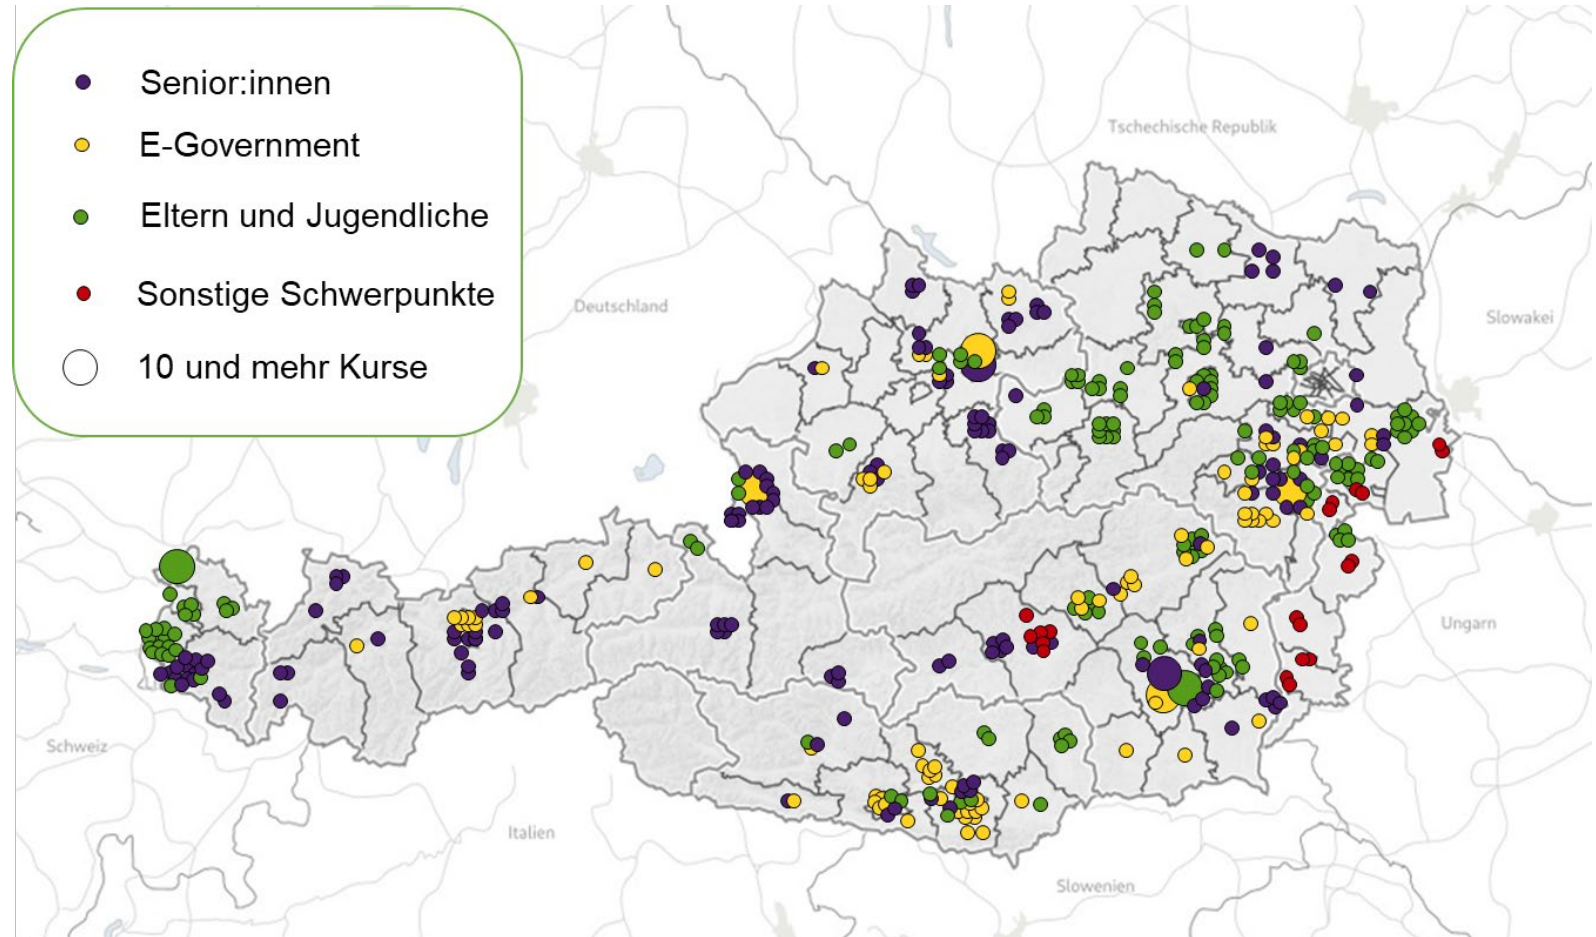 Senior:innen
E-Government
Eltern und Jugendliche
Sonstige Schwerpunkte
10 und mehr Kurse
Tschechische Republik
Deutschland
Slowakei
Ungarn
Schweiz
Italien
Slowenien